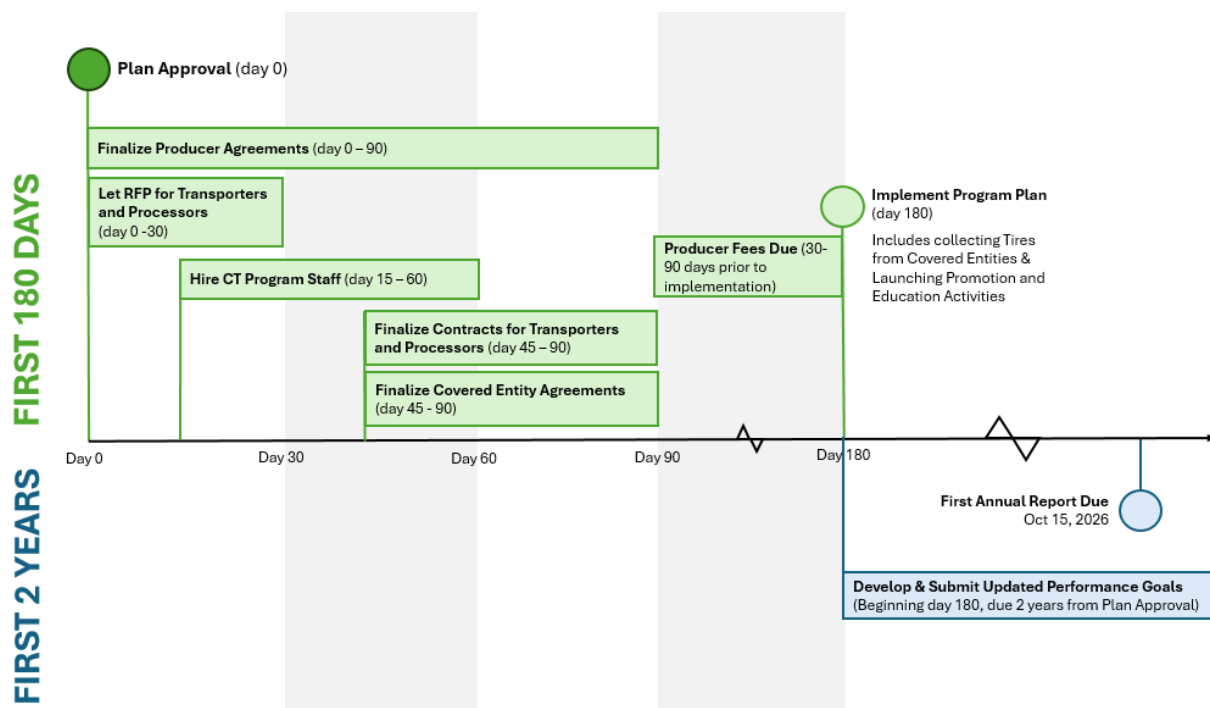 Plan Approval (day 0)
Finalize Producer Agreements (day 0 – 90)
Let RFP for Transporters
and Processors
(day 0 -30)
Hire CT Program Staff (day 15 – 60)
Finalize Contracts for Transporters
and Processors (day 45 – 90)
Finalize Covered Entity Agreements
(day 45 - 90)
Producer Fees Due (30-
90 days prior to
implementation)
Implement Program Plan
(day 180)
Includes collecting Tires
from Covered Entities &
Launching Promotion and
Education Activities
FIRST 180 DAYS
Day 0
Day 30
Day 60
Day 90
Day 180
FIRST 2 YEARS
First Annual Report Due
Oct 15, 2026
Develop & Submit Updated Performance Goals
(Beginning day 180, due 2 years from Plan Approval)